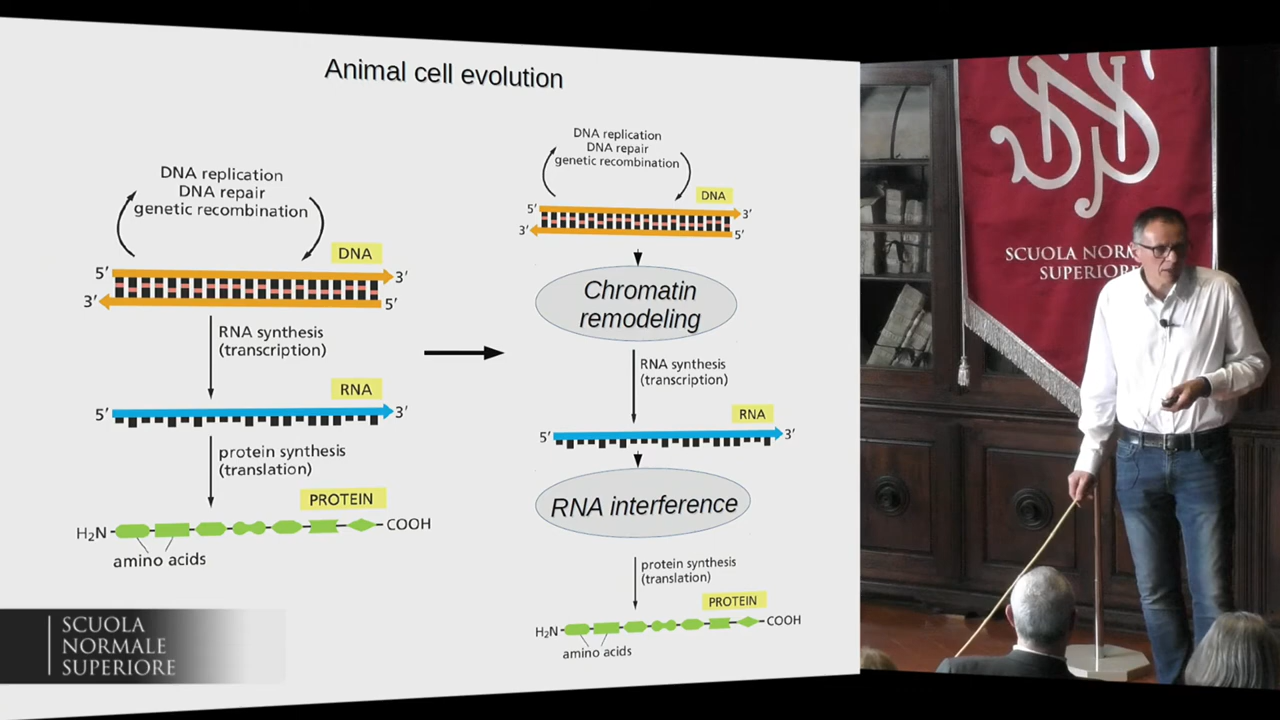 Animal cell evolution
DNA replication
DNA repair
genetic recombination
DNA
5′
3′
3′
5′
RNA synthesis
(transcription)
RNA
5′
3′
protein synthesis
(translation)
PROTEIN
H₂N
COOH
amino acids
DNA replication
DNA repair
genetic recombination
DNA
5′
3′
3′
5′
Chromatin
remodeling
RNA synthesis
(transcription)
RNA
5′
3′
RNA interference
protein synthesis
(translation)
PROTEIN
H₂N
COOH
amino acids
SCUOLA
NORMALE
SUPERIORE
SNS
SCUOLA NORM
SUPERIORE